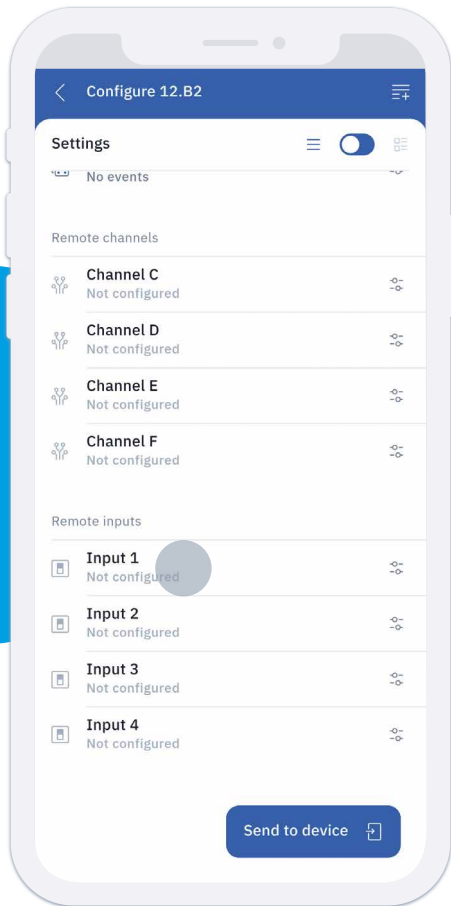 Configure 12.B2
Settings
No events
Remote channels
Channel C
Not configured
Channel D
Not configured
Channel E
Not configured
Channel F
Not configured
Remote inputs
Input 1
Not configured
Input 2
Not configured
Input 3
Not configured
Input 4
Not configured
Send to device